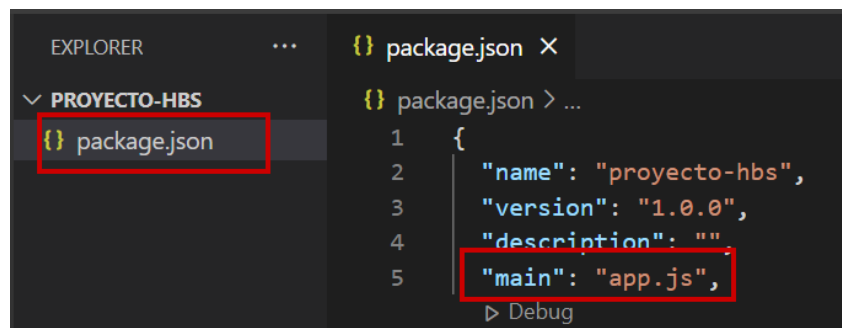 EXPLORER ...
PROYECTO-HBS
{} package.json
{} package.json ×
{} package.json > ...
1 {
2 "name": "proyecto-hbs",
3 "version": "1.0.0",
4 "description": "",
5 "main": "app.js",
Debug